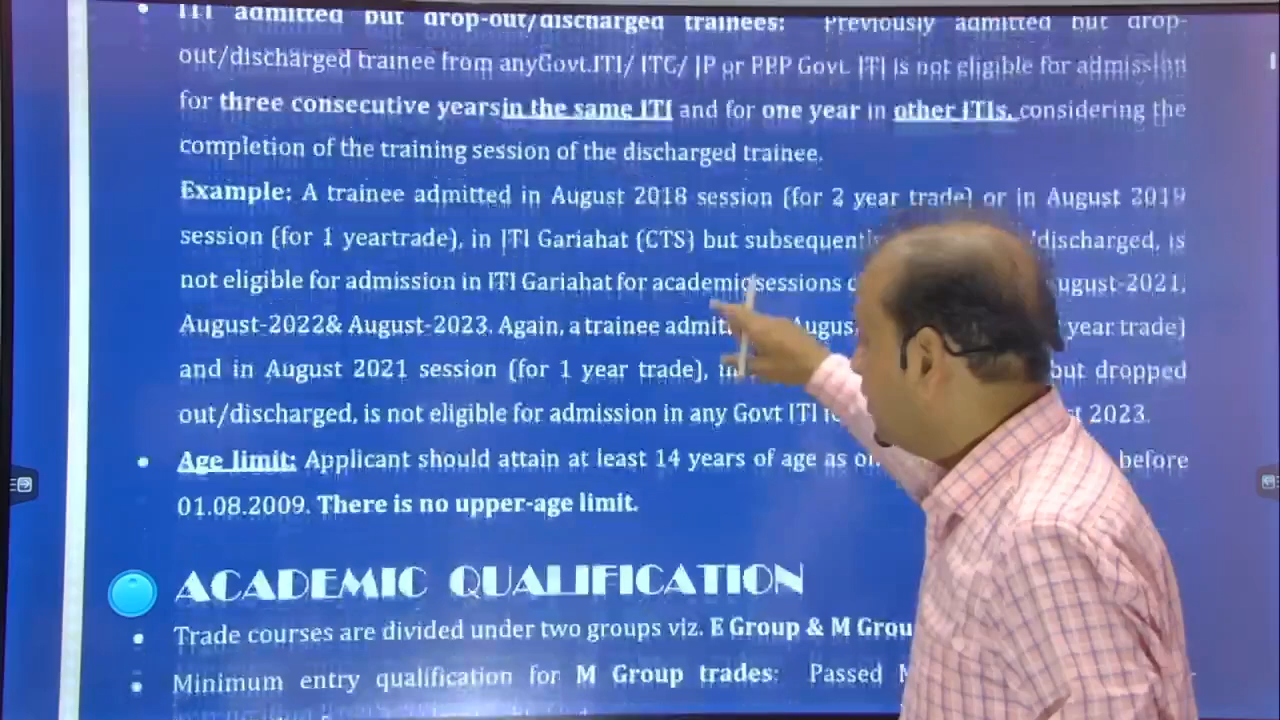 • ITI admitted but drop-out/discharged trainees: Previously admitted but drop-
out/discharged trainee from anyGovt.ITI/ ITC/ IP or PPP Govt. ITI is not eligible for admission
for three consecutive yearsin the same ITI and for one year in other ITIs, considering the
completion of the training session of the discharged trainee.
Example: A trainee admitted in August 2018 session (for 2 year trade) or in August 2019
session (for 1 yeartrade), in ITI Gariahat (CTS) but /discharged, is
not eligible for admission in ITI Gariahat for academicsessions ugust-2021,
August-2022& August-2023. Again, a trainee year trade)
and in August 2021 session (for 1 year trade), but dropped
out/discharged, is not eligible for admission in any Govt ITI 2023.
• Age limit: Applicant should attain at least 14 years of age as before
01.08.2009. There is no upper-age limit.
ACADEMIC QUALIFICATION
• Trade courses are divided under two groups viz. E Group & M Grou
• Minimum entry qualification for M Group trades: Passed